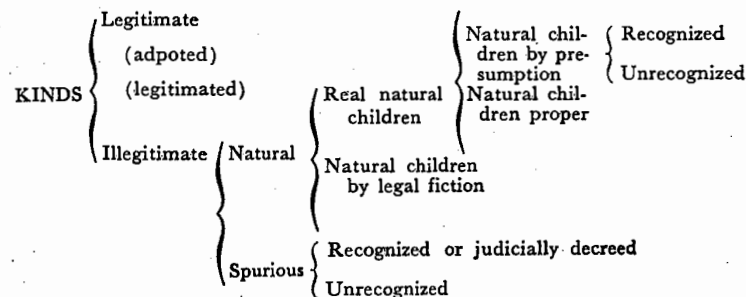 KINDS
Legitimate
(adpoted)
(legitimated)
Illegitimate
Natural
Real natural
children
Natural chil-
dren by pre-
sumption
Recognized
Unrecognized
Natural chil-
dren proper
Natural children
by legal fiction
Spurious
Recognized or judicially decreed
Unrecognized